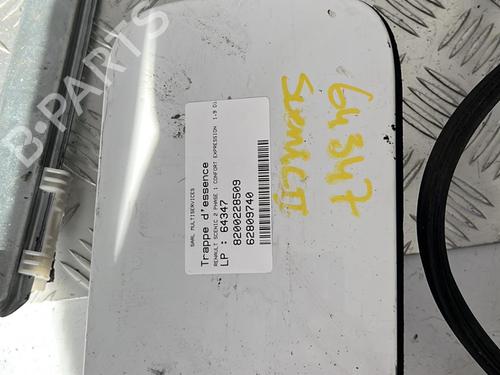 SARL MULTISERVICES
Trappe d'essence
RENAULT SCENIC 2 PHASE 1 CONFORT EXPRESSION 1.9 D
LP : 64347
8200228509
62809740
64347
Scenic II
B-PARTS